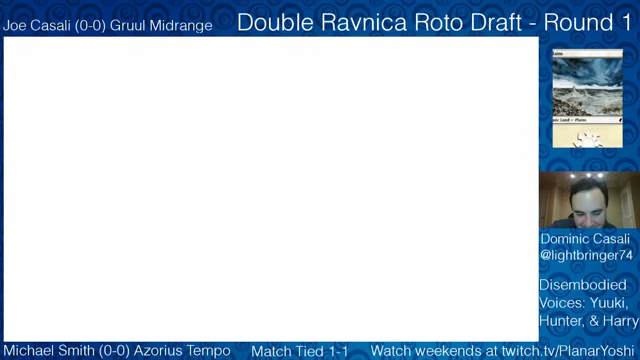 Joe Casali (0-0) Gruul Midrange
Double Ravnica Roto Draft - Round 1
Dominic Casali
@lightbringer74
Disembodied
Voices: Yuuki,
Hunter, & Harry
Michael Smith (0-0) Azorius Tempo
Match Tied 1-1
Watch weekends at twitch.tv/PlanarYoshi